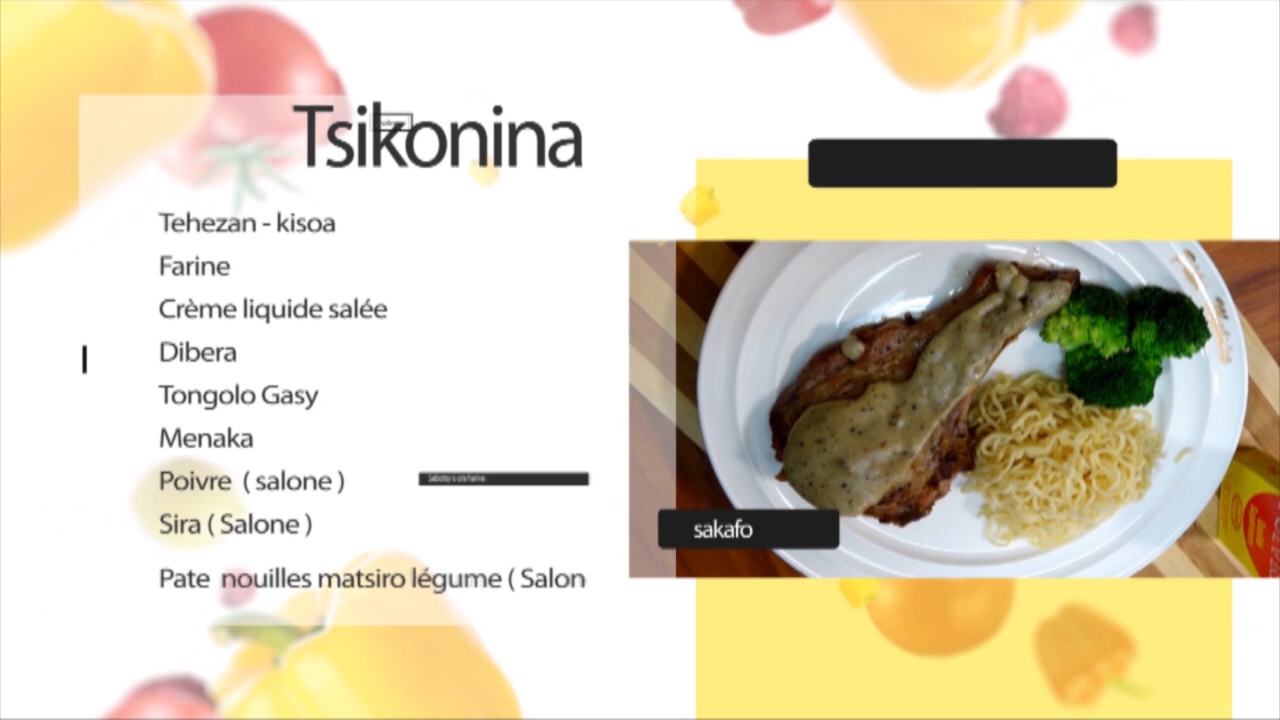 Tsikonina
Tehezan - kisoa
Farine
Crème liquide salée
Dibera
Tongolo Gasy
Menaka
Poivre ( salone )
Sira ( Salone )
Pate nouilles matsiro légume ( Salon
sakafo